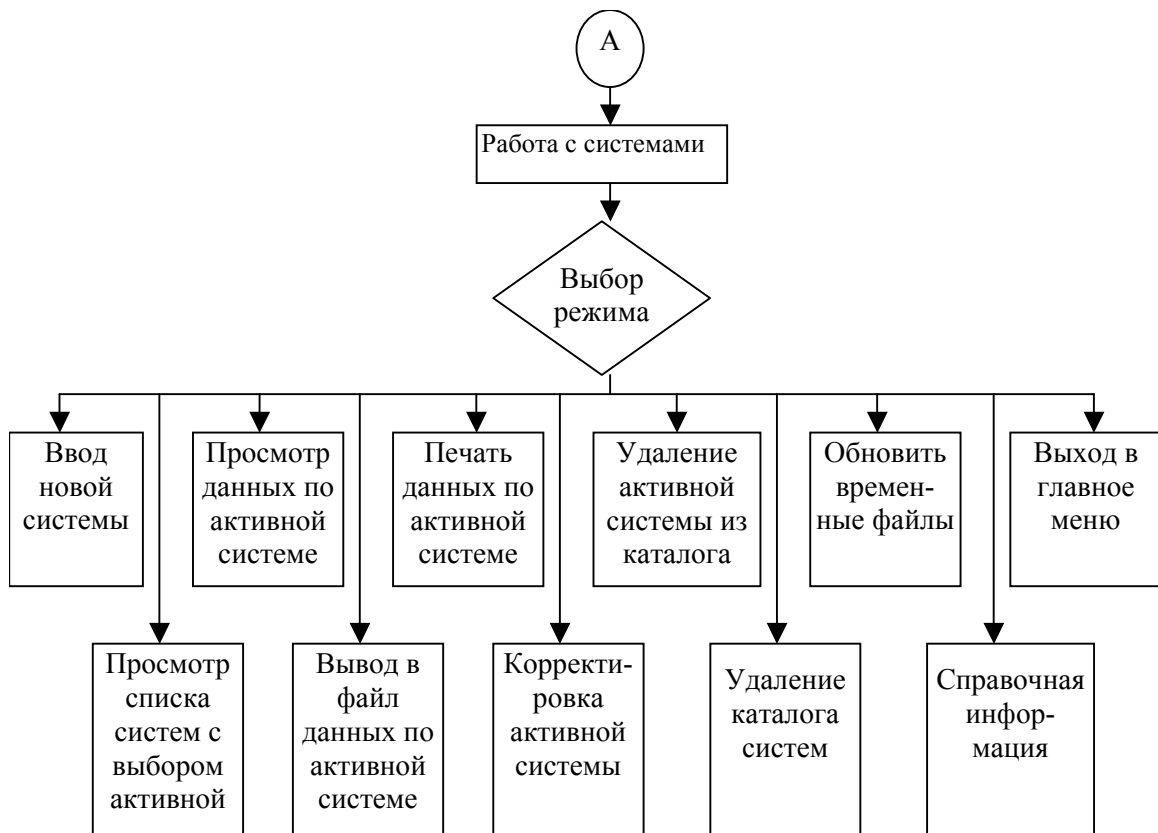 А
Работа с системами
Выбор
режима
Ввод
новой
системы
Просмотр
данных по
активной
системе
Печать
данных по
активной
системе
Удаление
активной
системы из
каталога
Обновить
времен-
ные файлы
Выход в
главное
меню
Просмотр
списка
систем с
выбором
активной
Вывод в
файл
данных по
активной
системе
Корректи-
ровка
активной
системы
Удаление
каталога
систем
Справочная
инфор-
мация